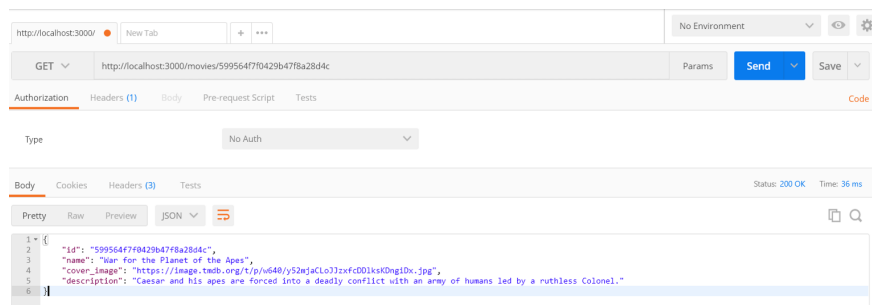 http://localhost:3000/ New Tab + ••• No Environment
GET http://localhost:3000/movies/599564f7f0429b47f8a28d4c Params Send Save
Authorization Headers (1) Body Pre-request Script Tests Code
Type No Auth
Body Cookies Headers (3) Tests Status: 200 OK Time: 36 ms
Pretty Raw Preview JSON
1 {
2 "id": "599564f7f0429b47f8a28d4c",
3 "name": "War for the Planet of the Apes",
4 "cover_image": "https://image.tmdb.org/t/p/w640/y52mjaCLoJJzxfcDDlksKDngiDx.jpg",
5 "description": "Caesar and his apes are forced into a deadly conflict with an army of humans led by a ruthless Colonel."
6 }